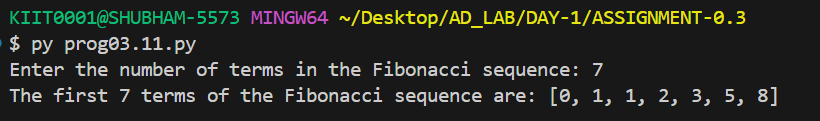 KIIT0001@SHUBHAM-5573 MINGW64 ~/Desktop/AD_LAB/DAY-1/ASSIGNMENT-0.3
$ py prog03.11.py
Enter the number of terms in the Fibonacci sequence: 7
The first 7 terms of the Fibonacci sequence are: [0, 1, 1, 2, 3, 5, 8]